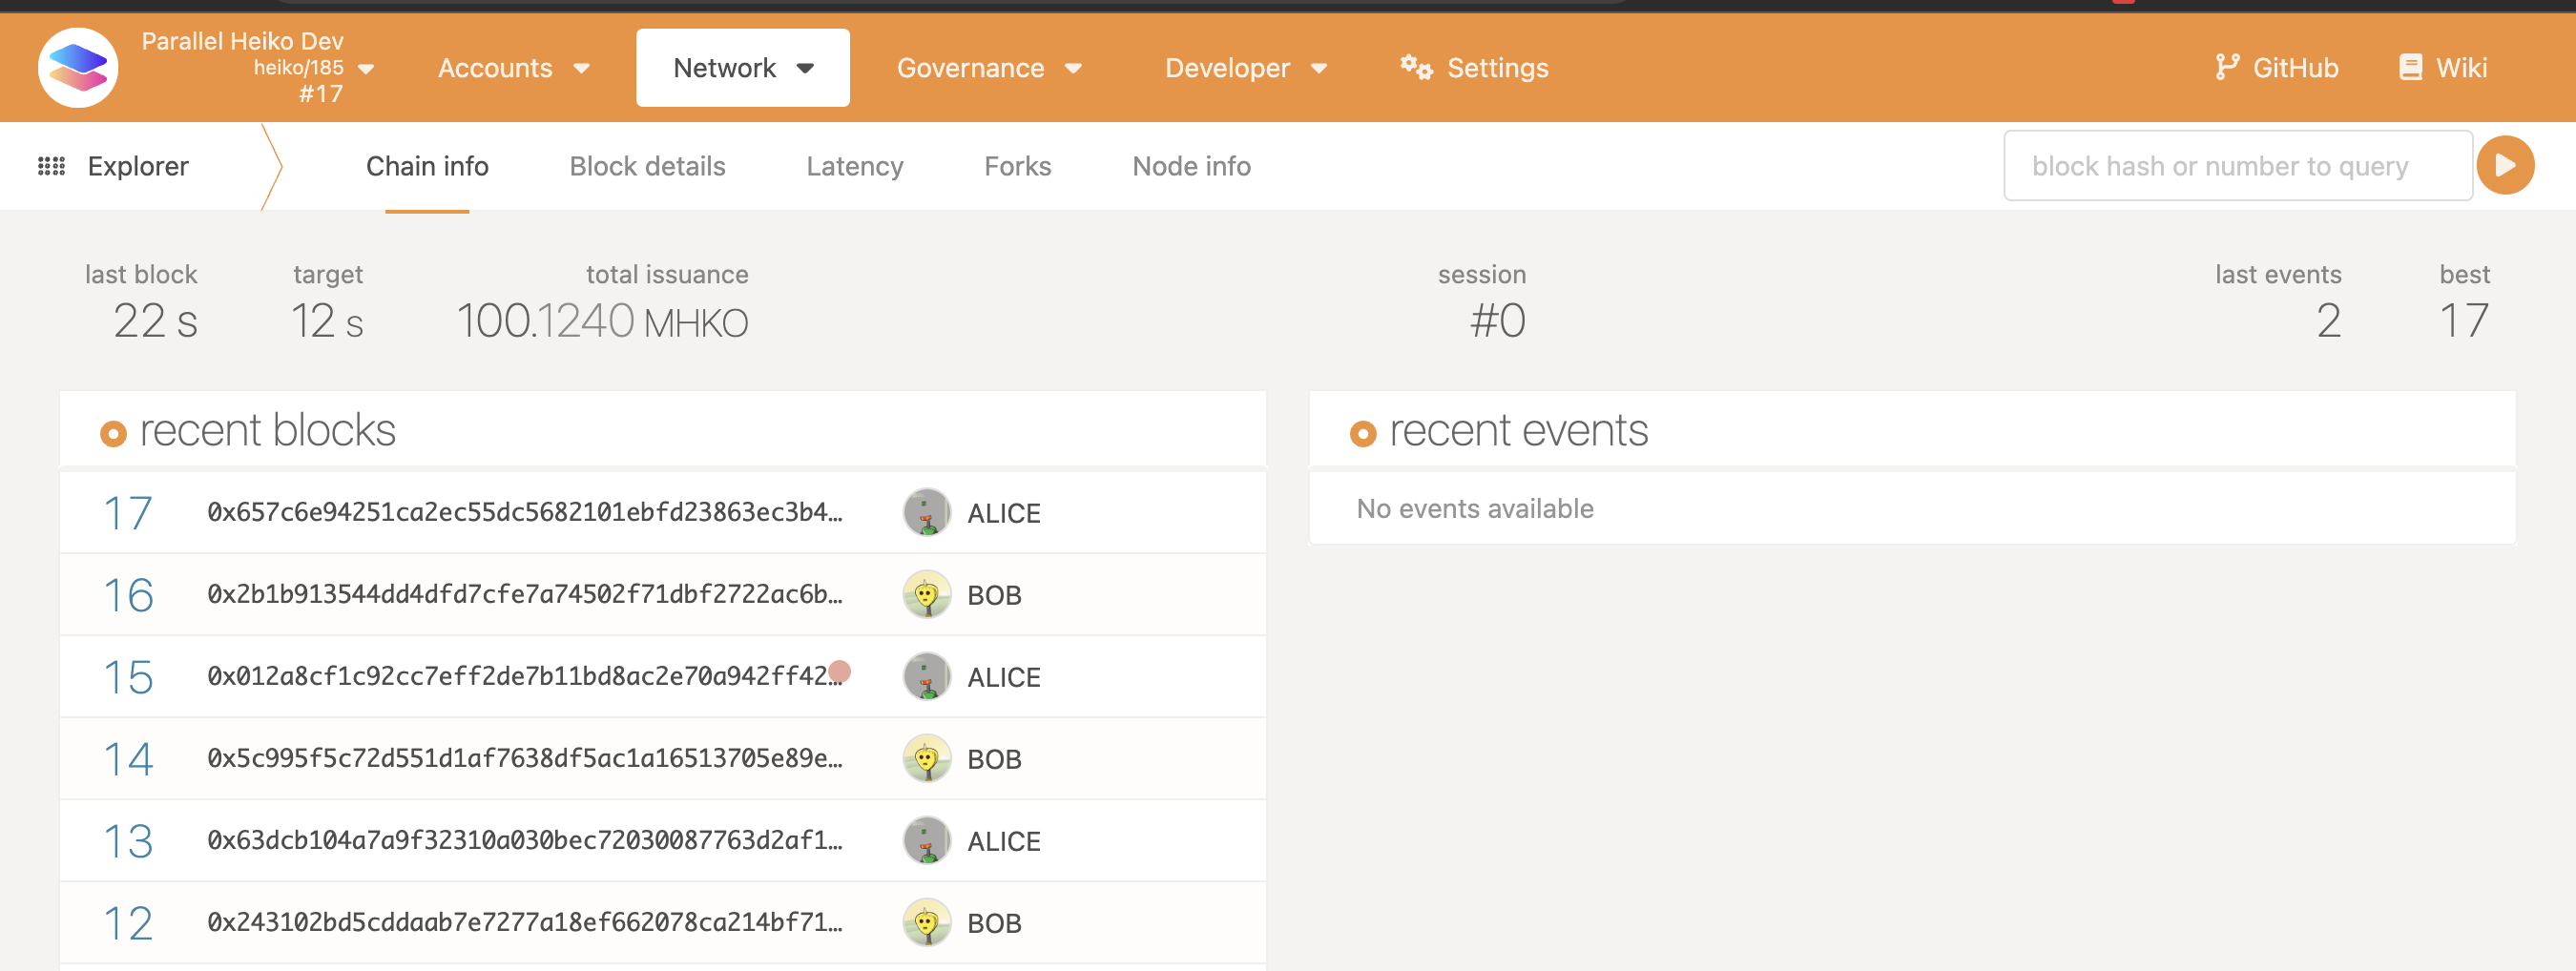 Parallel Heiko Dev
heiko/185
#17
Accounts
Network
Governance
Developer
Settings
GitHub
Wiki
Explorer
Chain info
Block details
Latency
Forks
Node info
block hash or number to query
last block
22 s
target
12 s
total issuance
100.1240 MHKO
session
#0
last events
2
best
17
recent blocks
17 0x657c6e94251ca2ec55dc5682101ebfd23863ec3b4… ALICE
16 0x2b1b913544dd4dfd7cfe7a74502f71dbf2722ac6b… BOB
15 0x012a8cf1c92cc7eff2de7b11bd8ac2e70a942ff42… ALICE
14 0x5c995f5c72d551d1af7638df5ac1a16513705e89e… BOB
13 0x63dcb104a7a9f32310a030bec72030087763d2af1… ALICE
12 0x243102bd5cddaab7e7277a18ef662078ca214bf71… BOB
recent events
No events available